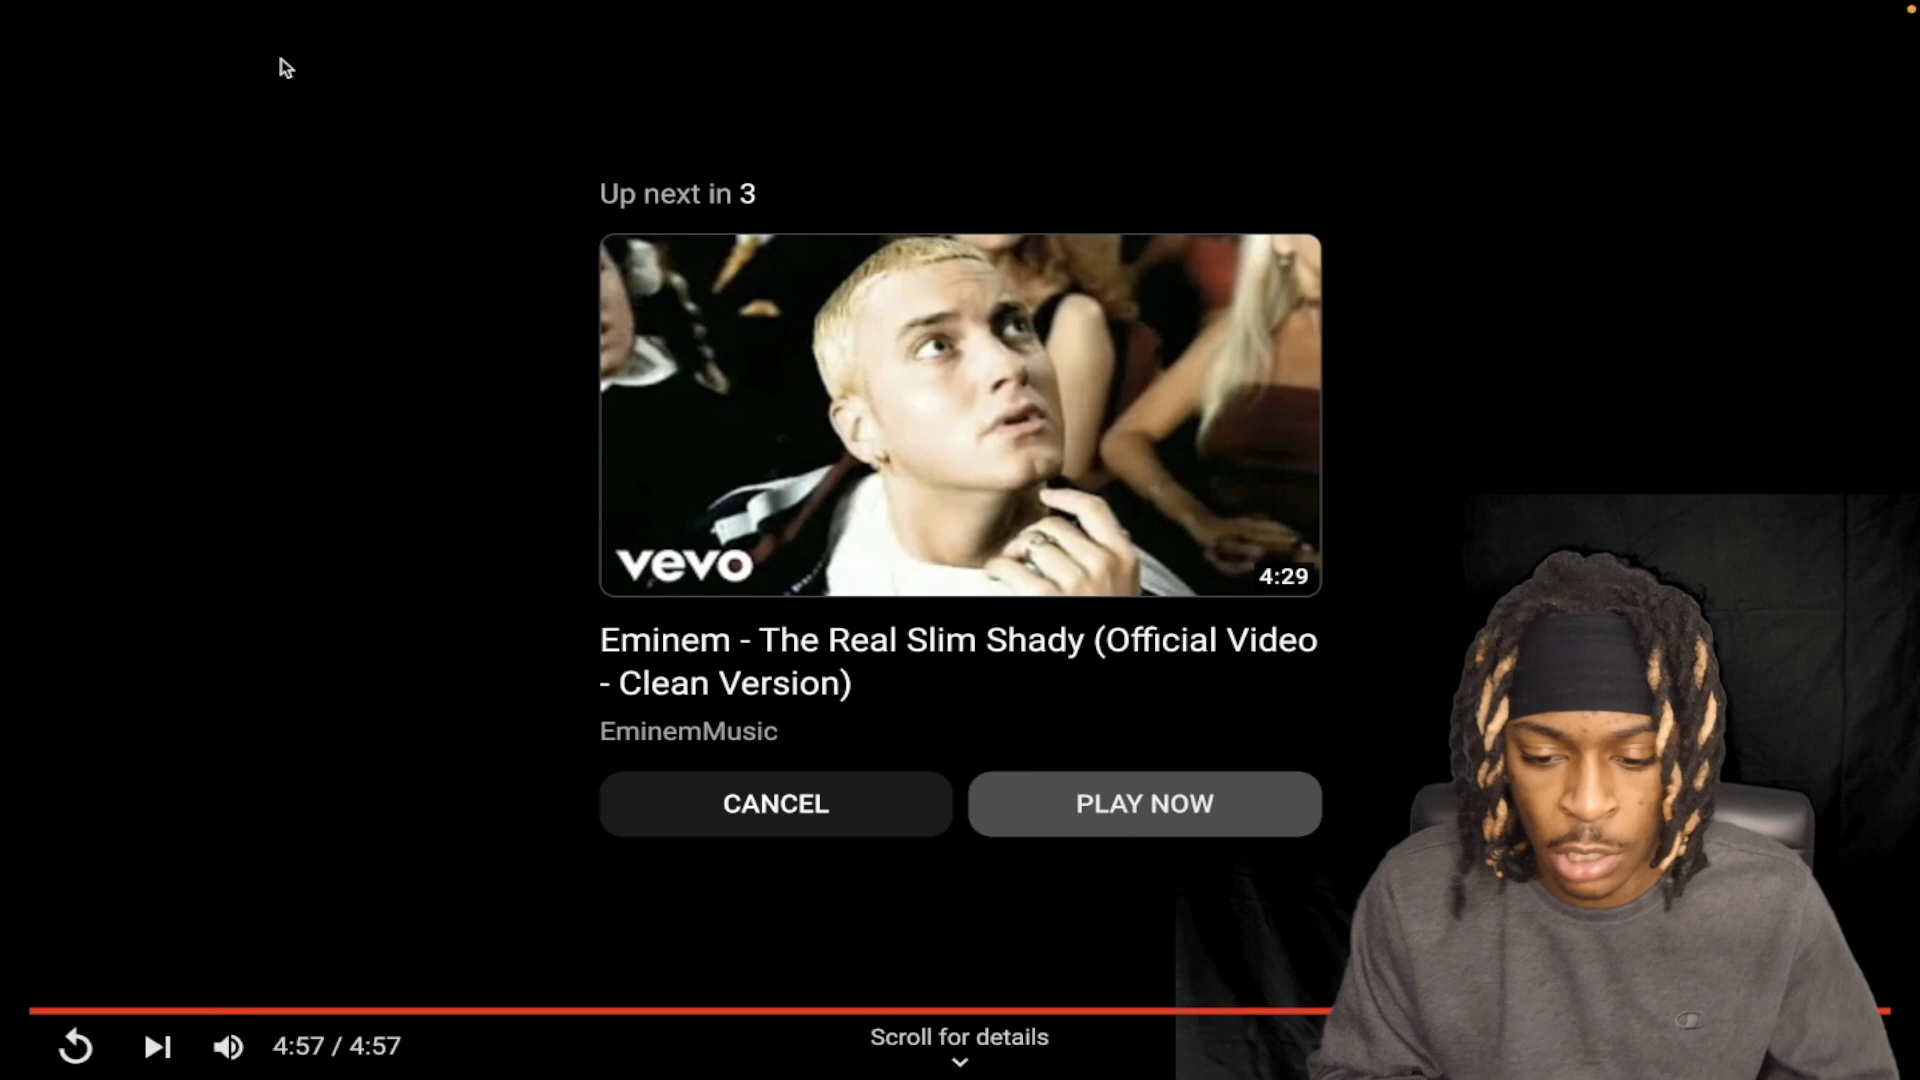 Up next in 3
vevo
4:29
Eminem - The Real Slim Shady (Official Video
- Clean Version)
EminemMusic
CANCEL
PLAY NOW
Scroll for details
4:57 / 4:57